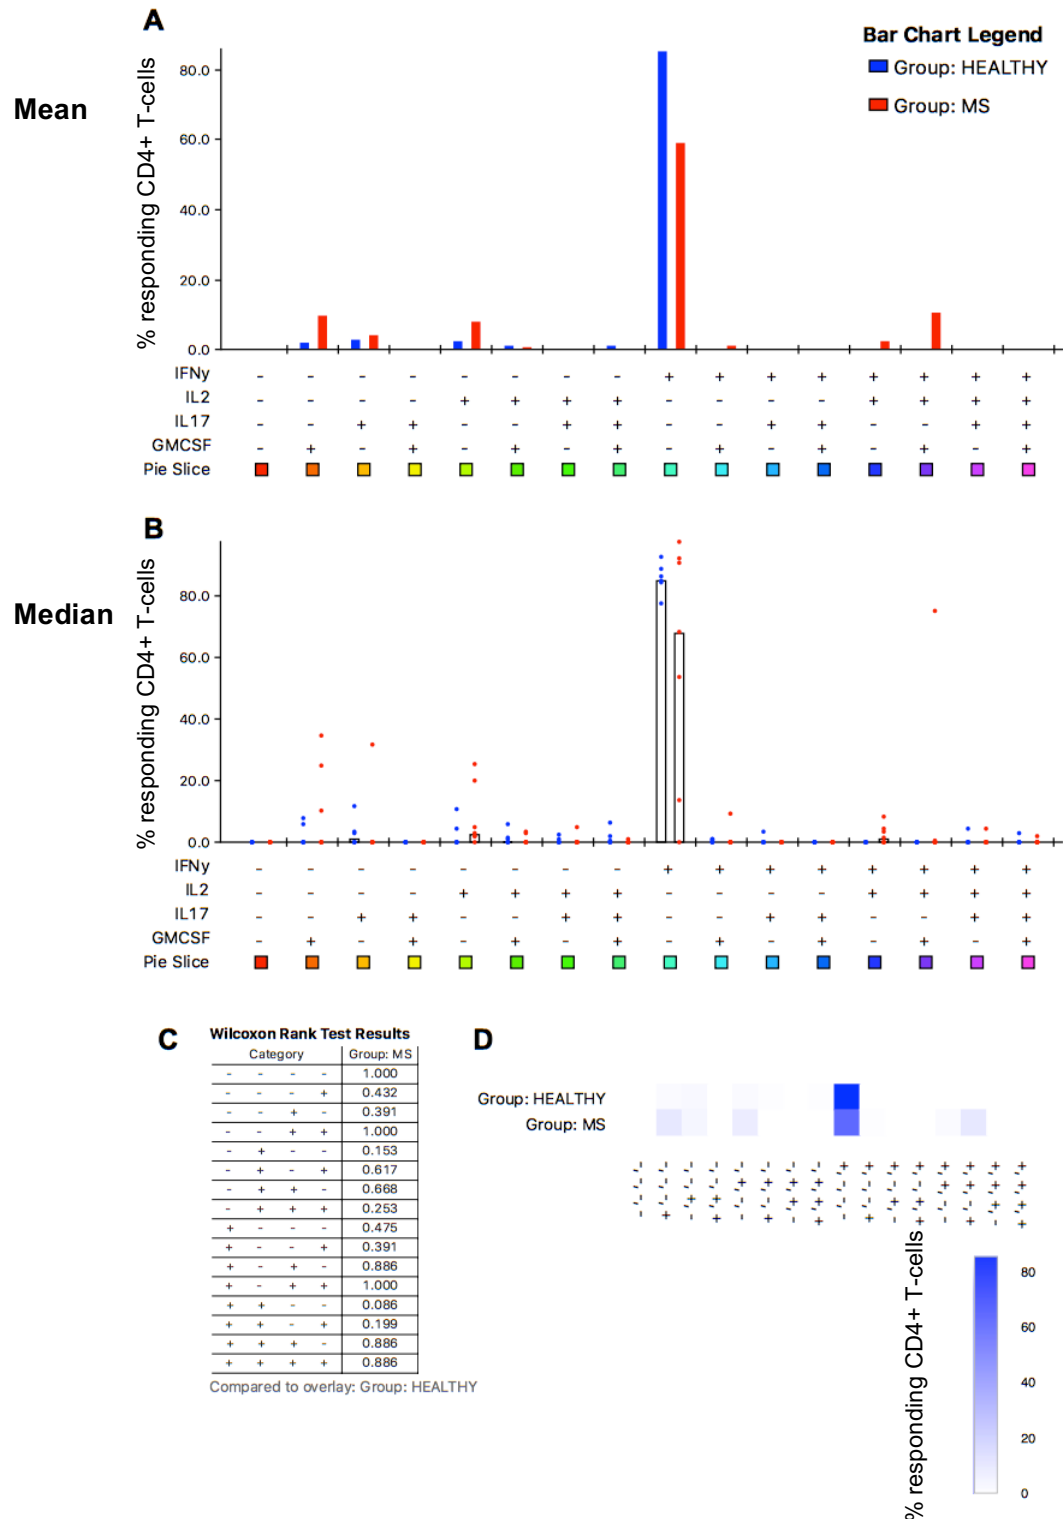 A
Bar Chart Legend
Group: HEALTHY
Group: MS
Mean
% responding CD4+ T-cells
80.0
60.0
40.0
20.0
0.0
IFNy - - - - - - - - + + + + + + + +
IL2 - - - - + + + + - - - - + + + +
IL17 - - + + - - + + - - + + - - + +
GMCSF - + - + - + - + - + - + - + - +
Pie Slice
B
Median
% responding CD4+ T-cells
80.0
60.0
40.0
20.0
0.0
IFNy - - - - - - - - + + + + + + + +
IL2 - - - - + + + + - - - - + + + +
IL17 - - + + - - + + - - + + - - + +
GMCSF - + - + - + - + - + - + - + - +
Pie Slice
C
Wilcoxon Rank Test Results
Category Group: MS
- - - - 1.000
- - - + 0.432
- - + - 0.391
- - + + 1.000
- + - - 0.153
- + - + 0.617
- + + - 0.668
- + + + 0.253
+ - - - 0.475
+ - - + 0.391
+ - + - 0.886
+ - + + 1.000
+ + - - 0.086
+ + - + 0.199
+ + + - 0.886
+ + + + 0.886
Compared to overlay: Group: HEALTHY
D
Group: HEALTHY
Group: MS
-,-,-,-
-,-,-,+
-,-,+,-
-,-,+,+
-,+,-,-
-,+,-,+
-,+,+,-
-,+,+,+
+,-,-,-
+,-,-,+
+,-,+,-
+,-,+,+
+,+,-,-
+,+,-,+
+,+,+,-
+,+,+,+
% responding CD4+ T-cells
80
60
40
20
0